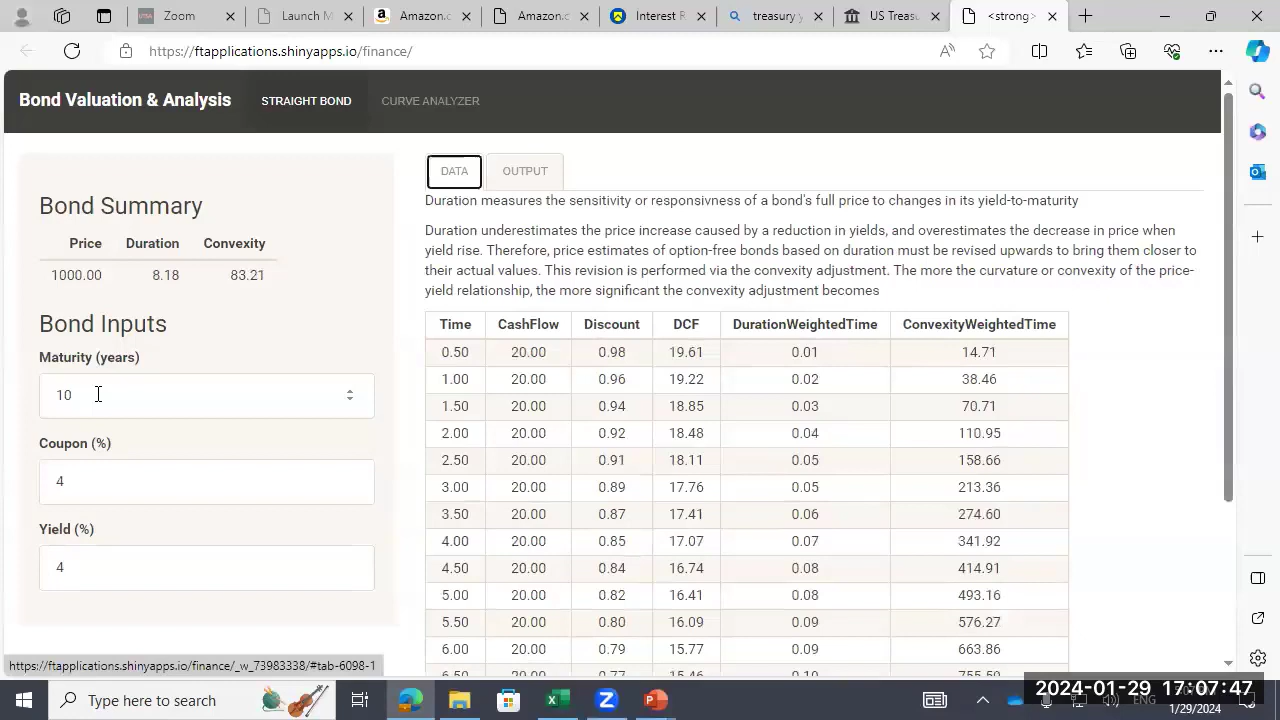 Zoom
Launch M
Amazon.c
Amazon.c
Interest R
treasury y
US Treasu
<strong>
https://ftapplications.shinyapps.io/finance/
Bond Valuation & Analysis
STRAIGHT BOND
CURVE ANALYZER
Bond Summary
Price Duration Convexity
1000.00 8.18 83.21
Bond Inputs
Maturity (years)
10
Coupon (%)
4
Yield (%)
4
DATA
OUTPUT
Duration measures the sensitivity or responsivness of a bond's full price to changes in its yield-to-maturity
Duration underestimates the price increase caused by a reduction in yields, and overestimates the decrease in price when
yield rise. Therefore, price estimates of option-free bonds based on duration must be revised upwards to bring them closer to
their actual values. This revision is performed via the convexity adjustment. The more the curvature or convexity of the price-
yield relationship, the more significant the convexity adjustment becomes
Time CashFlow Discount DCF DurationWeightedTime ConvexityWeightedTime
0.50 20.00 0.98 19.61 0.01 14.71
1.00 20.00 0.96 19.22 0.02 38.46
1.50 20.00 0.94 18.85 0.03 70.71
2.00 20.00 0.92 18.48 0.04 110.95
2.50 20.00 0.91 18.11 0.05 158.66
3.00 20.00 0.89 17.76 0.05 213.36
3.50 20.00 0.87 17.41 0.06 274.60
4.00 20.00 0.85 17.07 0.07 341.92
4.50 20.00 0.84 16.74 0.08 414.91
5.00 20.00 0.82 16.41 0.08 493.16
5.50 20.00 0.80 16.09 0.09 576.27
6.00 20.00 0.79 15.77 0.09 663.86
6.50 20.00 0.77 15.46 0.10 755.50
https://ftapplications.shinyapps.io/finance/_w_73983338/#tab-6098-1
Type here to search
ENG
2024-01-29 17:07:47
1/29/2024